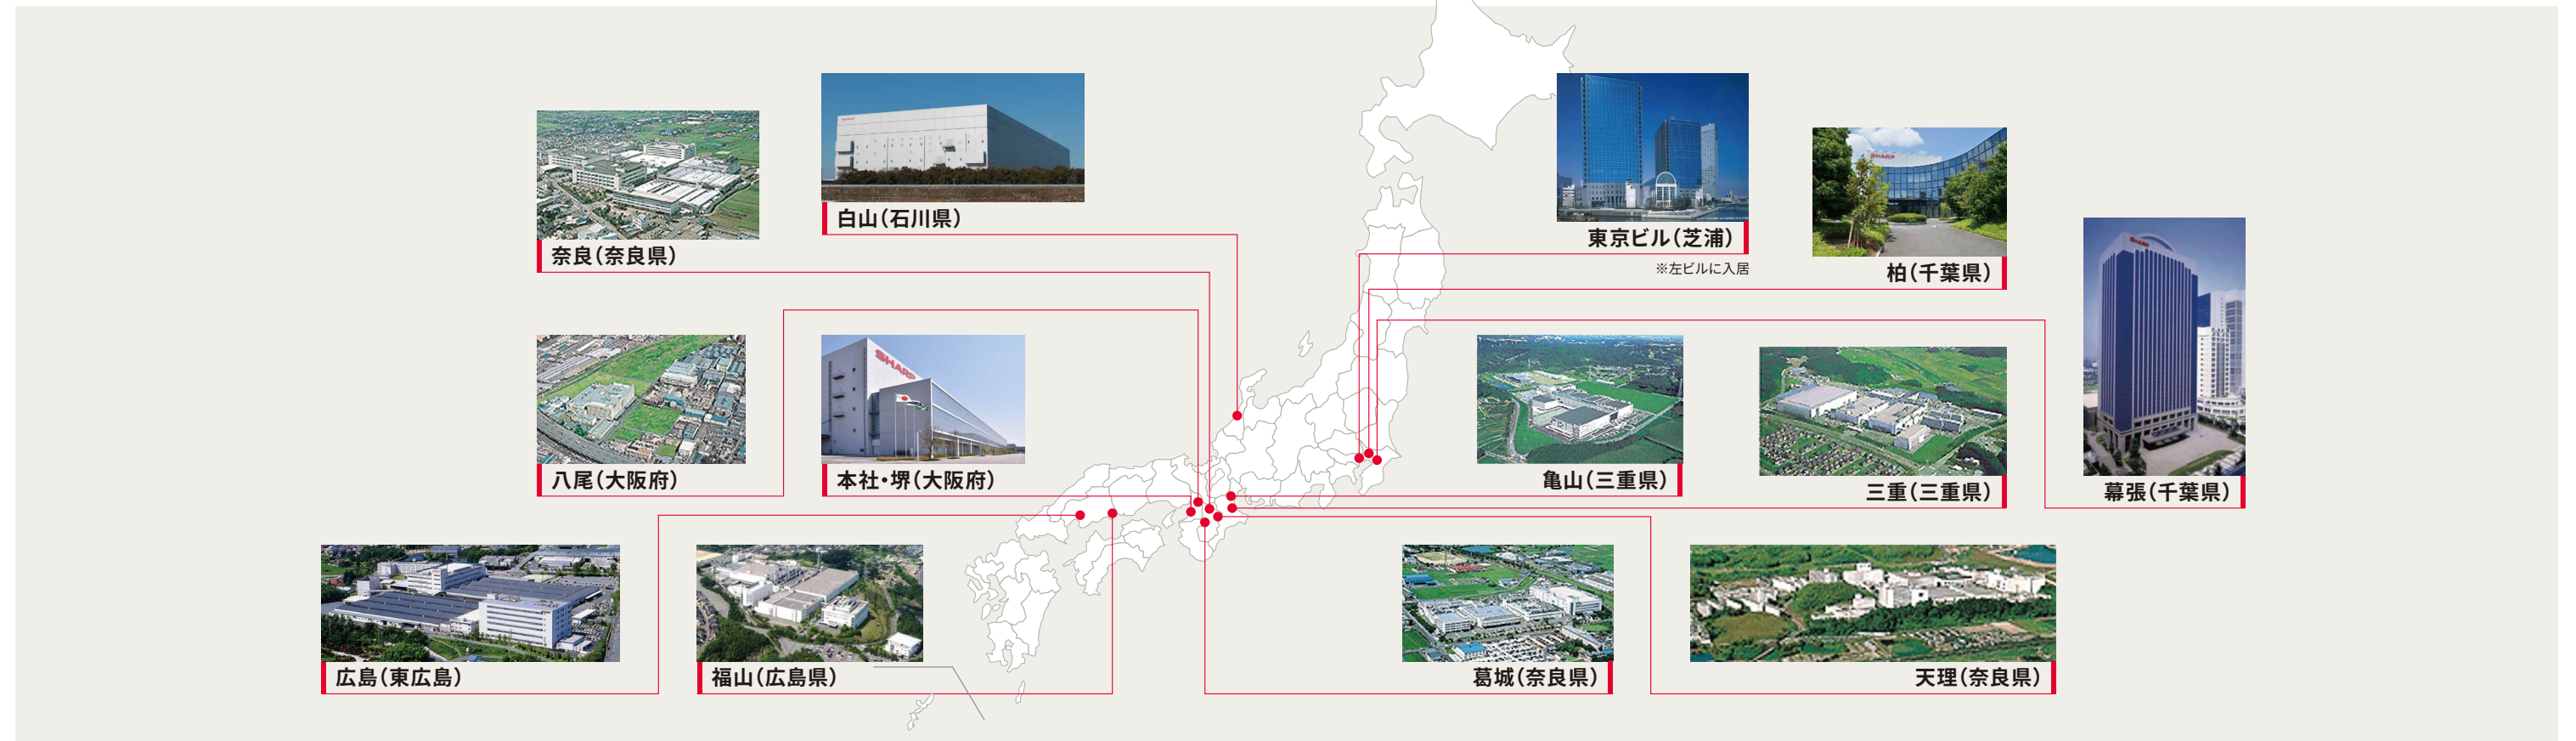 白山（石川県）
奈良（奈良県）
東京ビル（芝浦）
※左ビルに入居
SHARP
柏（千葉県）
SHARP
八尾（大阪府）
SHARP
本社・堺（大阪府）
亀山（三重県）
三重（三重県）
幕張（千葉県）
広島（東広島）
福山（広島県）
葛城（奈良県）
天理（奈良県）